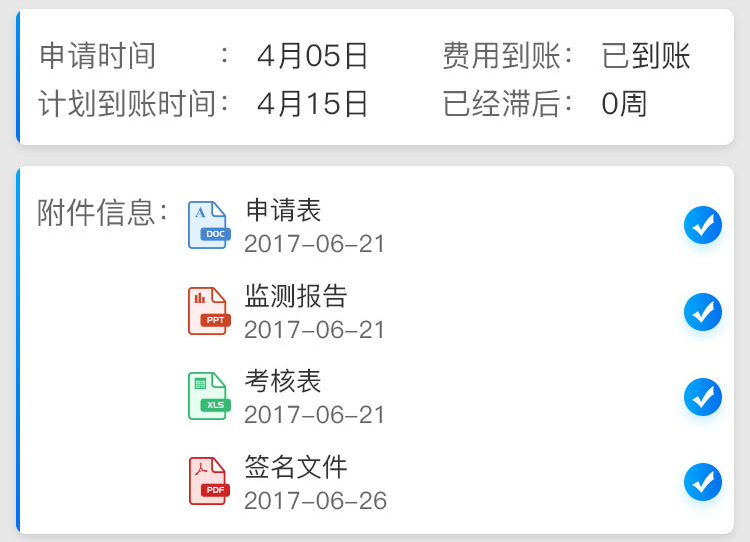 申请时间 : 4月05日 费用到账: 已到账
计划到账时间: 4月15日 已经滞后: 0周
附件信息:
A
DOC
申请表
2017-06-21
PPT
监测报告
2017-06-21
XLS
考核表
2017-06-21
PDF
签名文件
2017-06-26